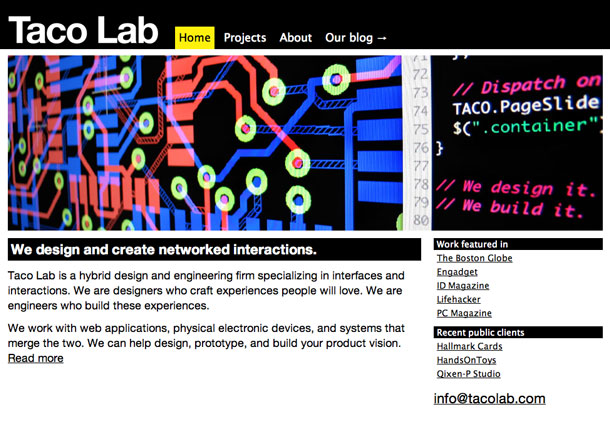 Taco Lab
Home Projects About Our blog →
71
72 });
73 // Dispatch on
74 TACO.PageSlide
75 $(".container")
76 }
77
78 // We design it.
79 // We build it.
80
We design and create networked interactions.
Taco Lab is a hybrid design and engineering firm specializing in interfaces and
interactions. We are designers who craft experiences people will love. We are
engineers who build these experiences.
We work with web applications, physical electronic devices, and systems that
merge the two. We can help design, prototype, and build your product vision.
Read more
Work featured in
The Boston Globe
Engadget
ID Magazine
Lifehacker
PC Magazine
Recent public clients
Hallmark Cards
HandsOnToys
Qixen-P Studio
info@tacolab.com